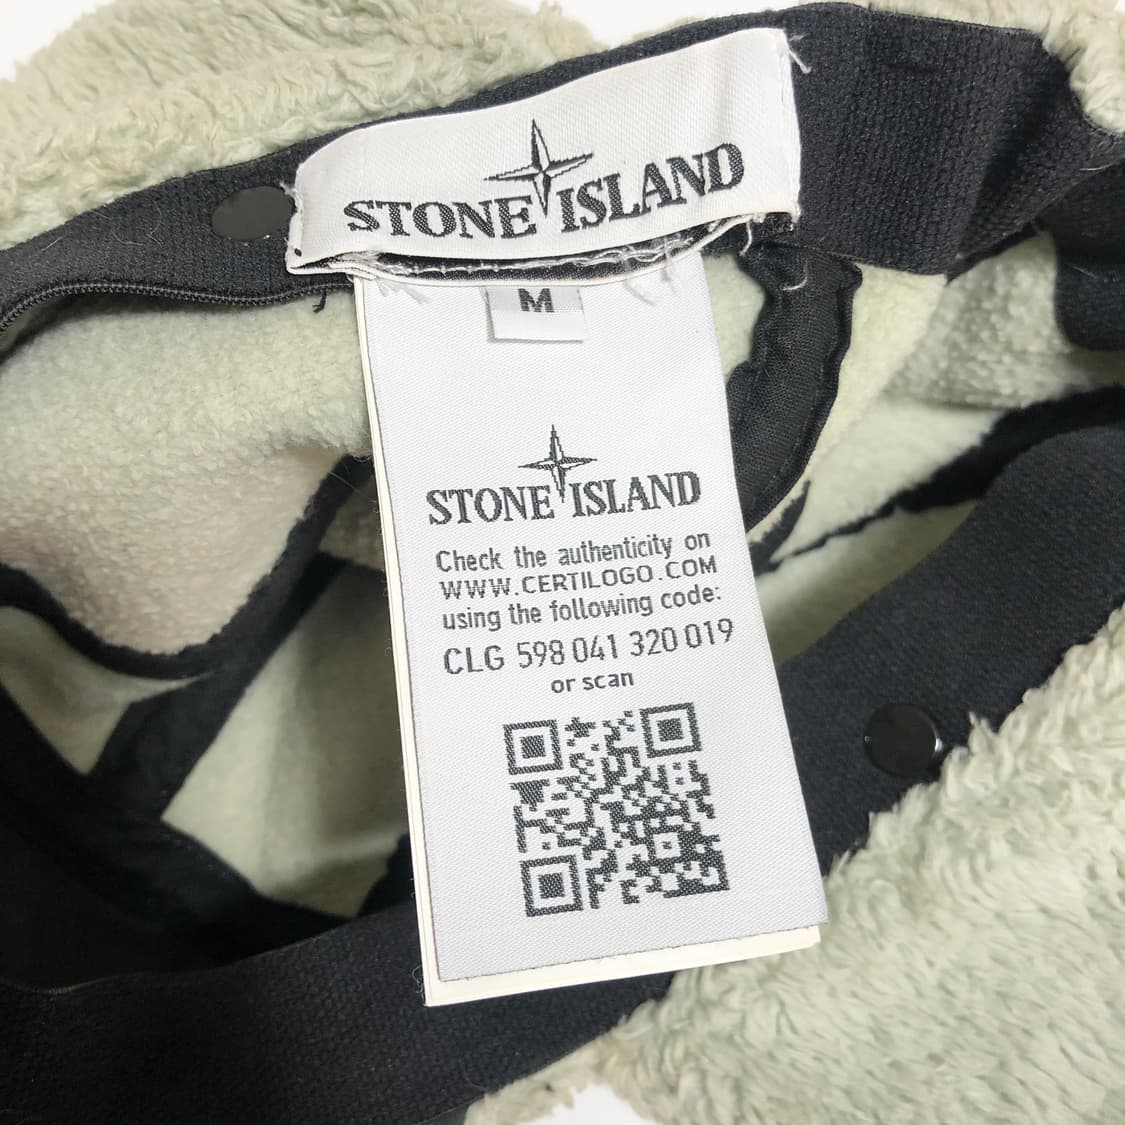 STONE ISLAND
M
STONE ISLAND
Check the authenticity on
WWW.CERTILOGO.COM
using the following code:
CLG 598 041 320 019
or scan